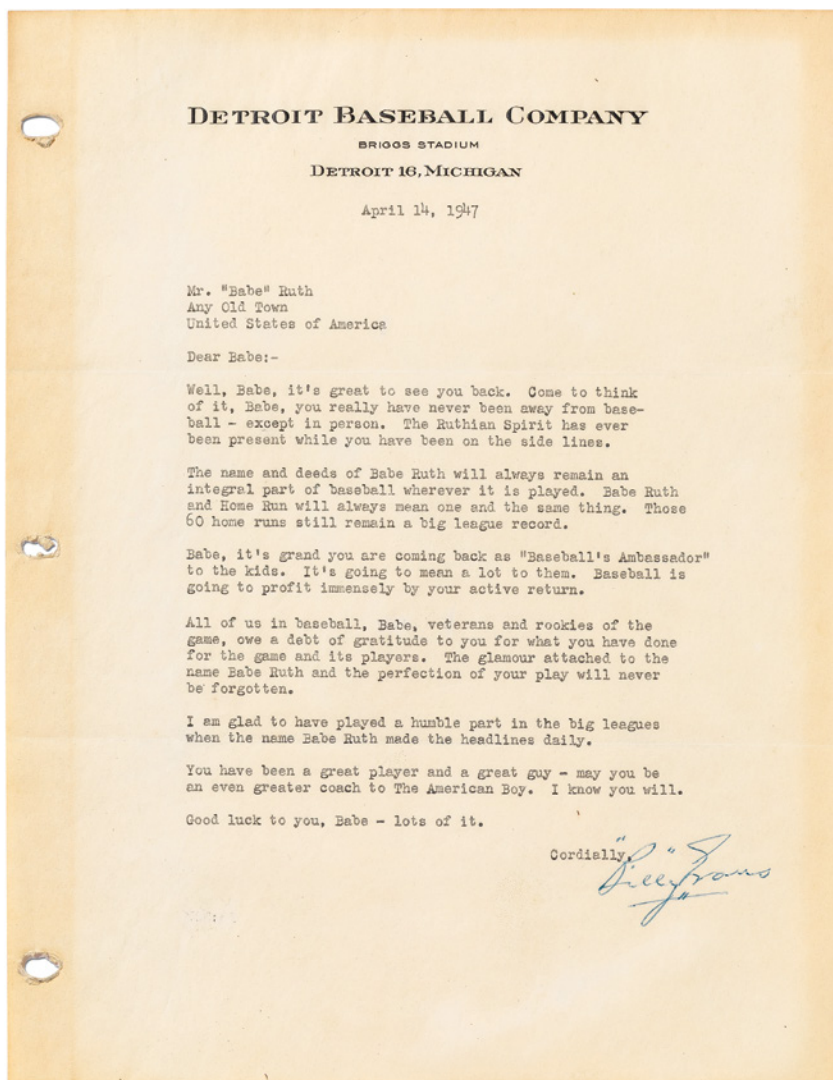 DETROIT BASEBALL COMPANY
BRIGGS STADIUM
DETROIT 16, MICHIGAN
April 14, 1947
Mr. "Babe" Ruth
Any Old Town
United States of America
Dear Babe:-
Well, Babe, it's great to see you back. Come to think
of it, Babe, you really have never been away from base-
ball - except in person. The Ruthian Spirit has ever
been present while you have been on the side lines.
The name and deeds of Babe Ruth will always remain an
integral part of baseball wherever it is played. Babe Ruth
and Home Run will always mean one and the same thing. Those
60 home runs still remain a big league record.
Babe, it's grand you are coming back as "Baseball's Ambassador"
to the kids. It's going to mean a lot to them. Baseball is
going to profit immensely by your active return.
All of us in baseball, Babe, veterans and rookies of the
game, owe a debt of gratitude to you for what you have done
for the game and its players. The glamour attached to the
name Babe Ruth and the perfection of your play will never
be forgotten.
I am glad to have played a humble part in the big leagues
when the name Babe Ruth made the headlines daily.
You have been a great player and a great guy - may you be
an even greater coach to The American Boy. I know you will.
Good luck to you, Babe - lots of it.
Cordially,
"Billy" Evans